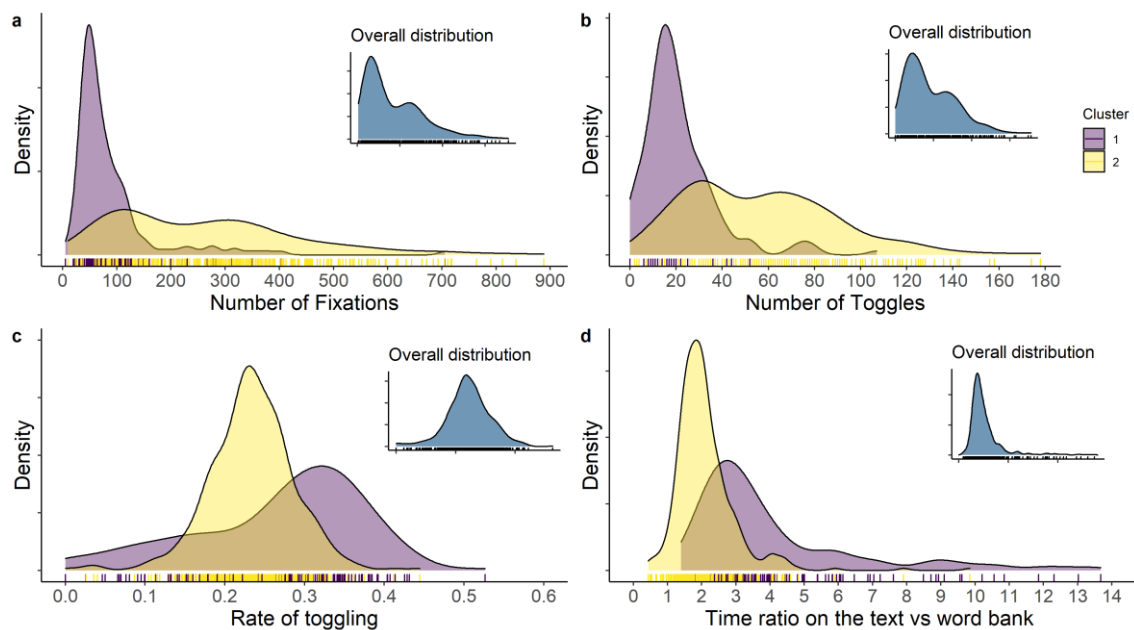 a
Overall distribution
Density
0 100 200 300 400 500 600 700 800 900
Number of Fixations
b
Overall distribution
Density
0 20 40 60 80 100 120 140 160 180
Number of Toggles
Cluster
1
2
c
Overall distribution
Density
0.0 0.1 0.2 0.3 0.4 0.5 0.6
Rate of toggling
d
Overall distribution
Density
0 1 2 3 4 5 6 7 8 9 10 11 12 13 14
Time ratio on the text vs word bank